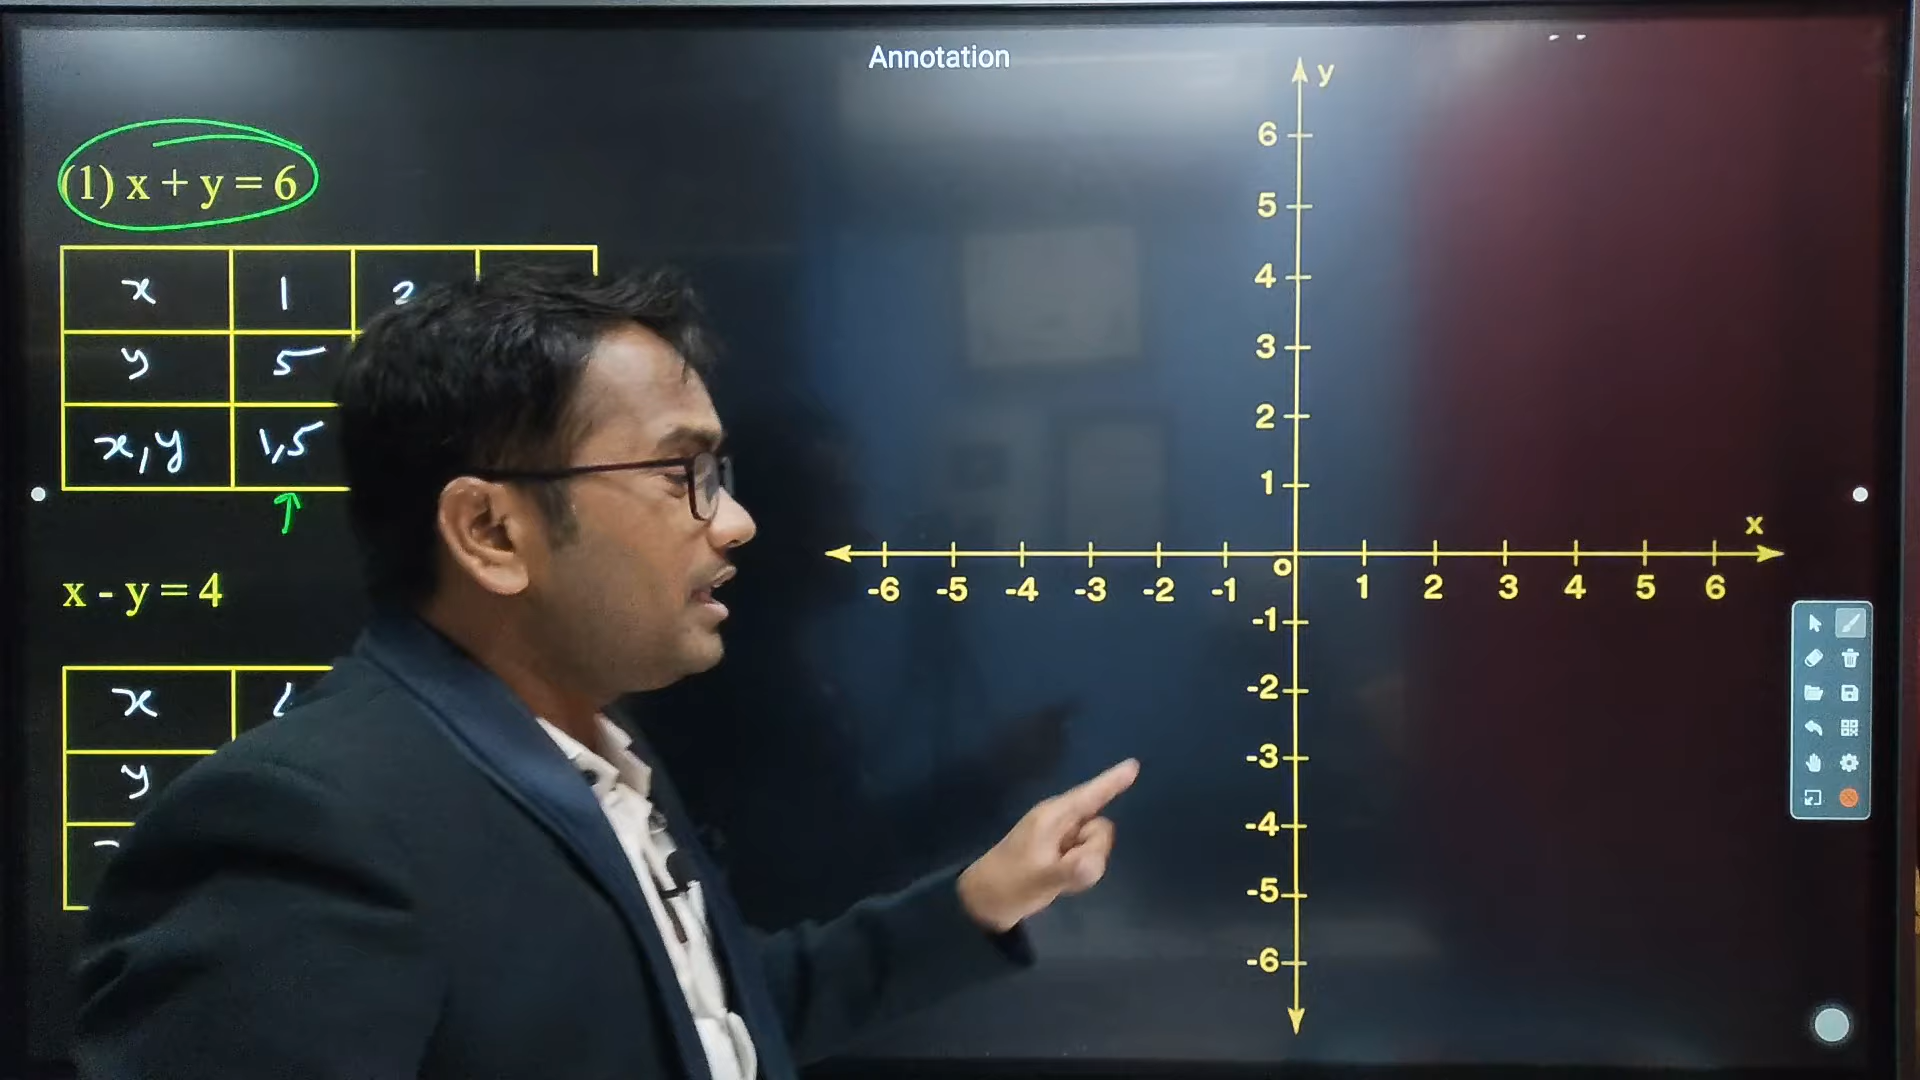 Annotation
(1) x + y = 6
x 1 2
y 5
x,y 1,5
x - y = 4
x
y
y
6
5
4
3
2
1
x
-6 -5 -4 -3 -2 -1 o 1 2 3 4 5 6
-1
-2
-3
-4
-5
-6